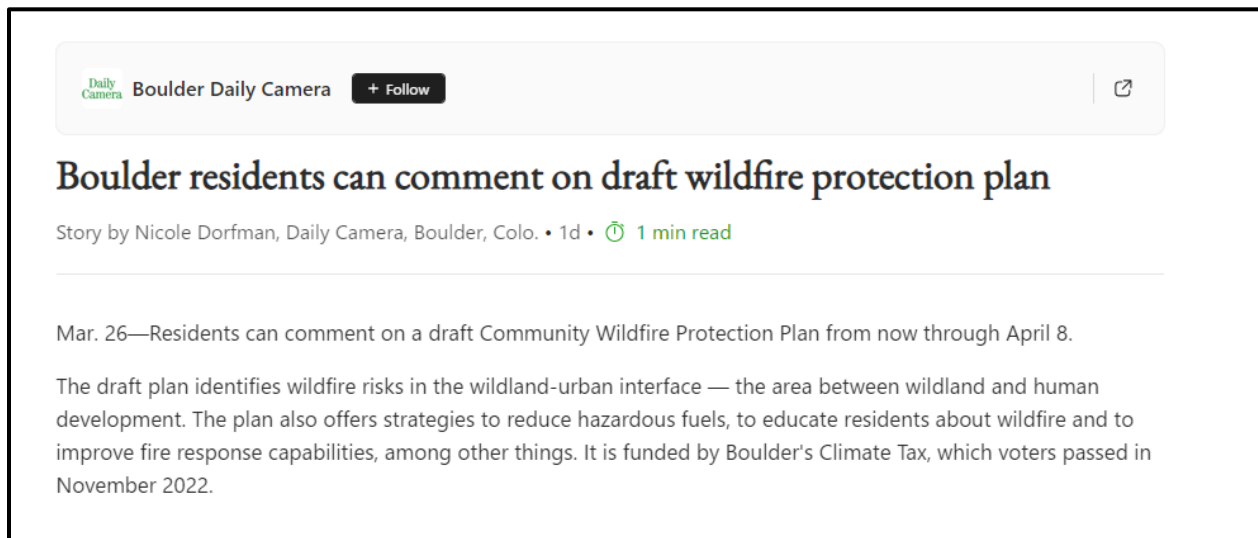 Daily
Camera
Boulder Daily Camera
+ Follow
Boulder residents can comment on draft wildfire protection plan
Story by Nicole Dorfman, Daily Camera, Boulder, Colo. • 1d • 1 min read
Mar. 26—Residents can comment on a draft Community Wildfire Protection Plan from now through April 8.
The draft plan identifies wildfire risks in the wildland-urban interface — the area between wildland and human
development. The plan also offers strategies to reduce hazardous fuels, to educate residents about wildfire and to
improve fire response capabilities, among other things. It is funded by Boulder's Climate Tax, which voters passed in
November 2022.